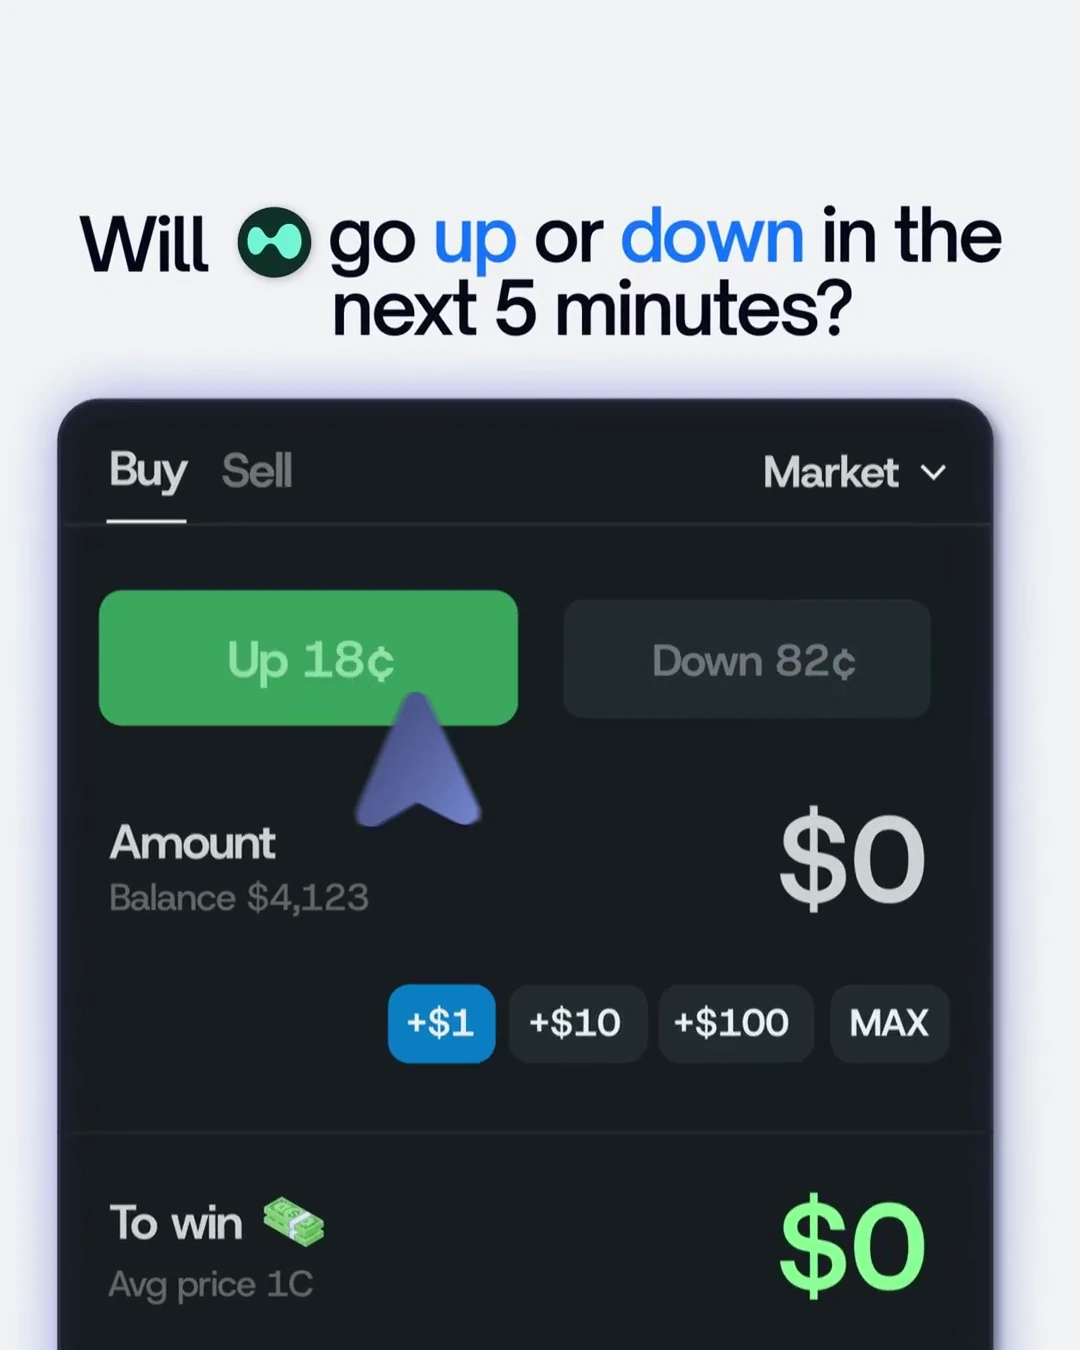 Will go up or down in the
next 5 minutes?
Buy Sell Market
Up 18¢ Down 82¢
Amount $0
Balance $4,123
+$1 +$10 +$100 MAX
To win $0
Avg price 1C